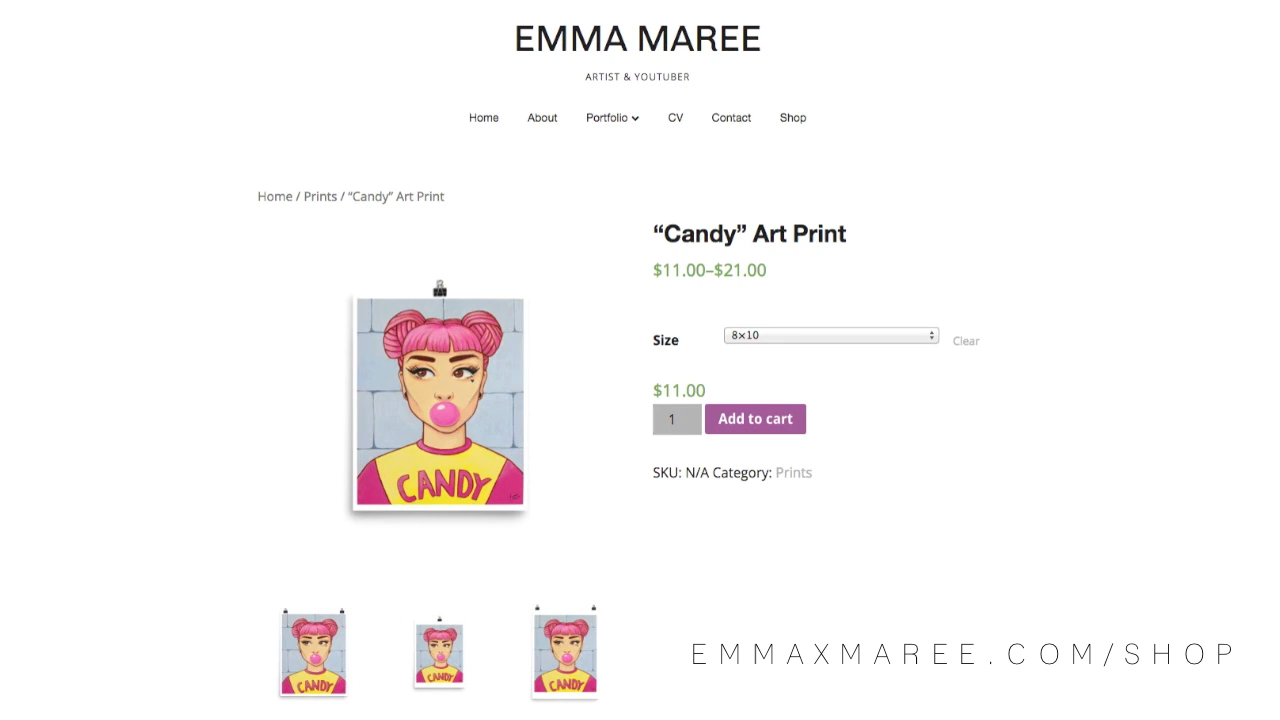 EMMA MAREE
ARTIST & YOUTUBER
Home About Portfolio CV Contact Shop
Home / Prints / “Candy” Art Print
“Candy” Art Print
$11.00–$21.00
Size 8×10 Clear
$11.00
1 Add to cart
SKU: N/A Category: Prints
CANDY
CANDY
CANDY
CANDY
EMMAXMAREE.COM/SHOP